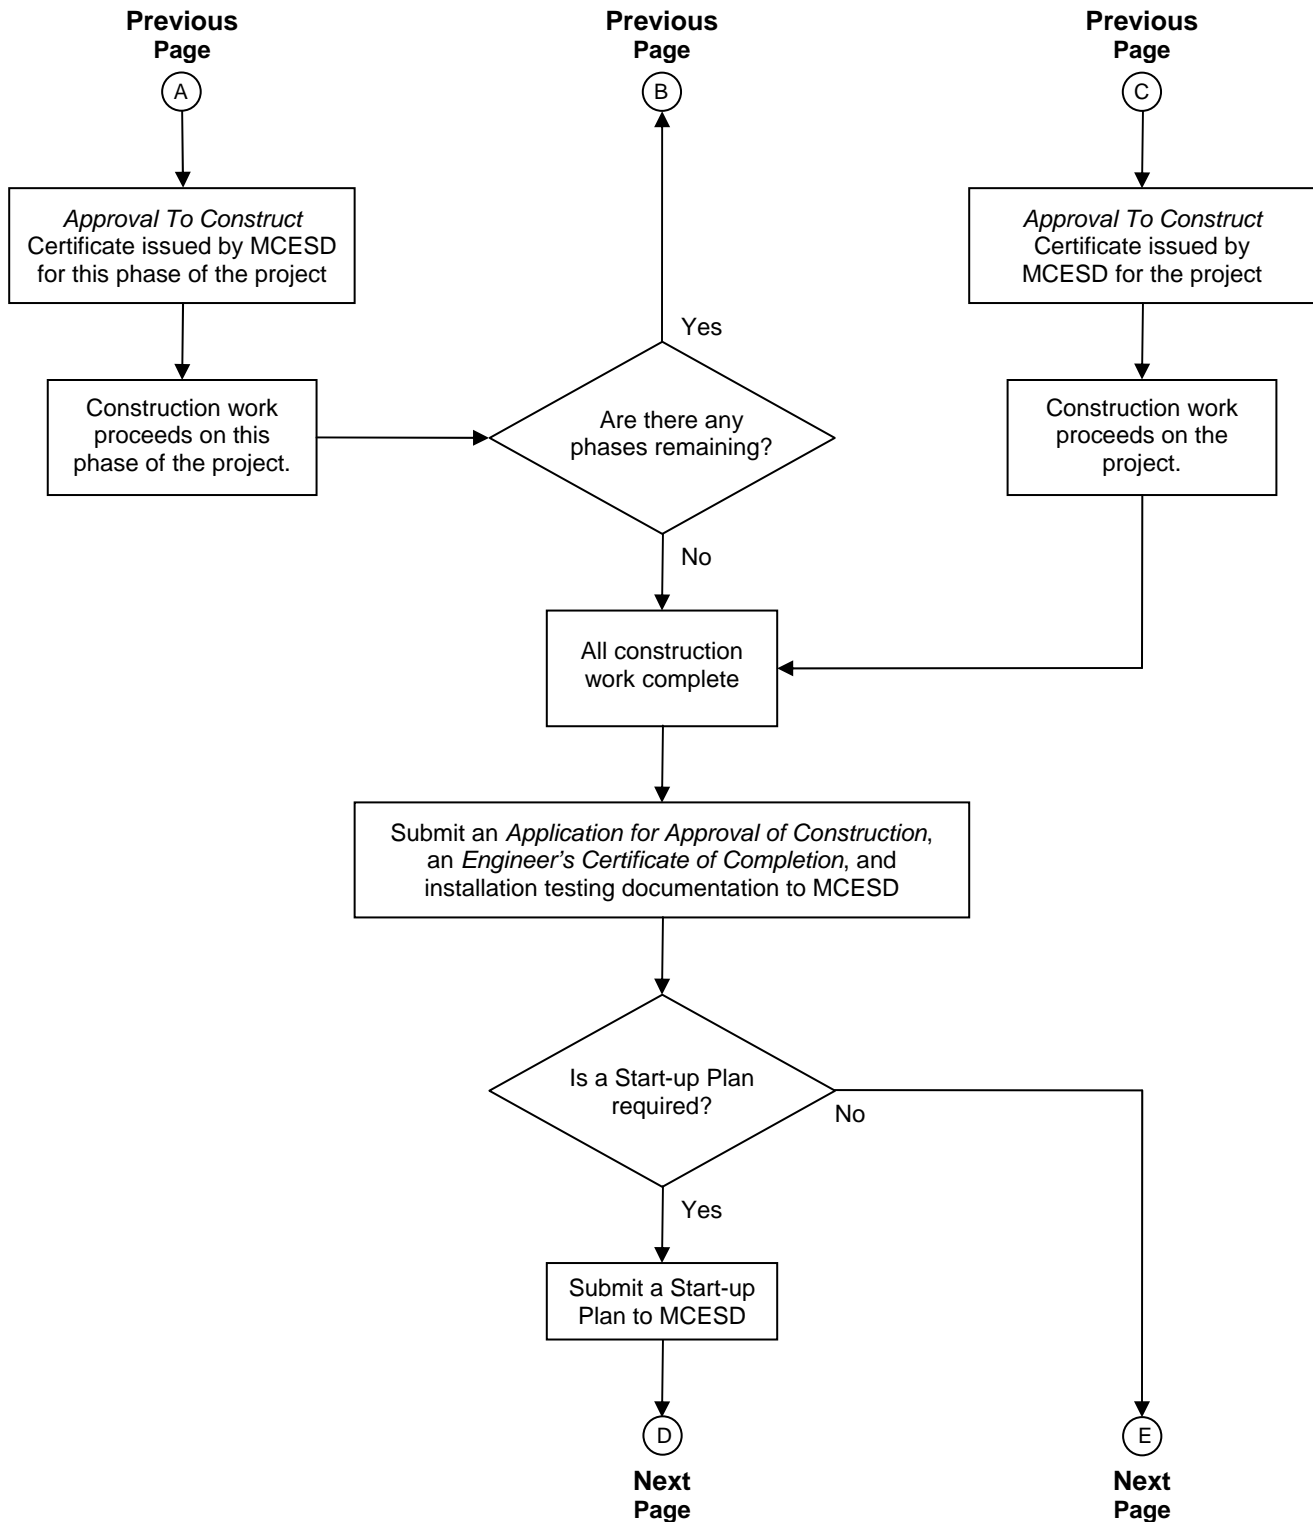 Previous
Page
A
Previous
Page
B
Previous
Page
C
Approval To Construct
Certificate issued by MCESD
for this phase of the project
Approval To Construct
Certificate issued by
MCESD for the project
Construction work
proceeds on this
phase of the project.
Yes
Are there any
phases remaining?
No
Construction work
proceeds on the
project.
All construction
work complete
Submit an Application for Approval of Construction,
an Engineer’s Certificate of Completion, and
installation testing documentation to MCESD
Is a Start-up Plan
required?
No
Yes
Submit a Start-up
Plan to MCESD
D
Next
Page
E
Next
Page